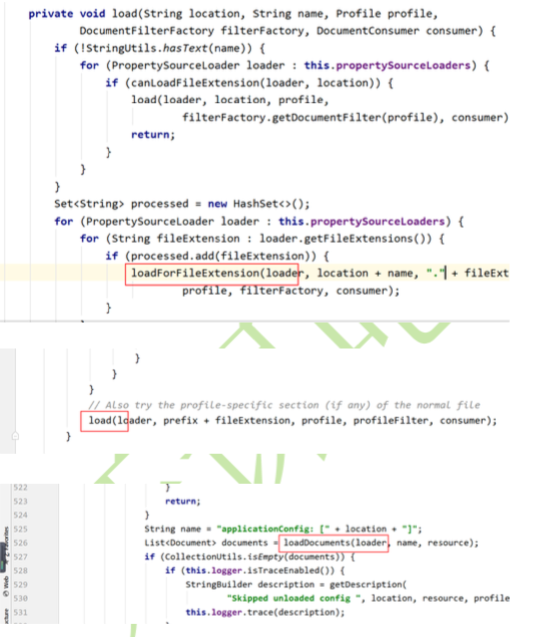 private void load(String location, String name, Profile profile,
DocumentFilterFactory filterFactory, DocumentConsumer consumer) {
if (!StringUtils.hasText(name)) {
for (PropertySourceLoader loader : this.propertySourceLoaders) {
if (canLoadFileExtension(loader, location)) {
load(loader, location, profile,
filterFactory.getDocumentFilter(profile), consumer)
return;
}
}
}
Set<String> processed = new HashSet<>();
for (PropertySourceLoader loader : this.propertySourceLoaders) {
for (String fileExtension : loader.getFileExtensions()) {
if (processed.add(fileExtension)) {
loadForFileExtension(loader, location + name, "." + fileExt
profile, filterFactory, consumer);
}
}
}
}
// Also try the profile-specific section (if any) of the normal file
load(loader, prefix + fileExtension, profile, profileFilter, consumer);
}
522 }
523 return;
524 }
525 String name = "applicationConfig: [" + location + "]";
526 List<Document> documents = loadDocuments(loader, name, resource);
527 if (CollectionUtils.isEmpty(documents)) {
528 if (this.logger.isTraceEnabled()) {
529 StringBuilder description = getDescription(
530 "Skipped unloaded config ", location, resource, profile
531 this.logger.trace(description);
Favorites
Web